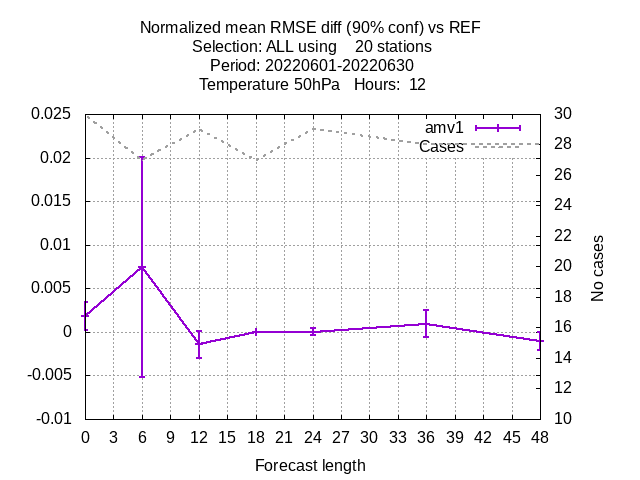 Normalized mean RMSE diff (90% conf) vs REF
Selection: ALL using    20 stations
Period: 20220601-20220630
Temperature 50hPa   Hours:  12
0.025
0.02
0.015
0.01
0.005
0
-0.005
-0.01
amv1
Cases
30
28
26
24
22
20
18
16
14
12
10
No cases
0 3 6 9 12 15 18 21 24 27 30 33 36 39 42 45 48
Forecast length